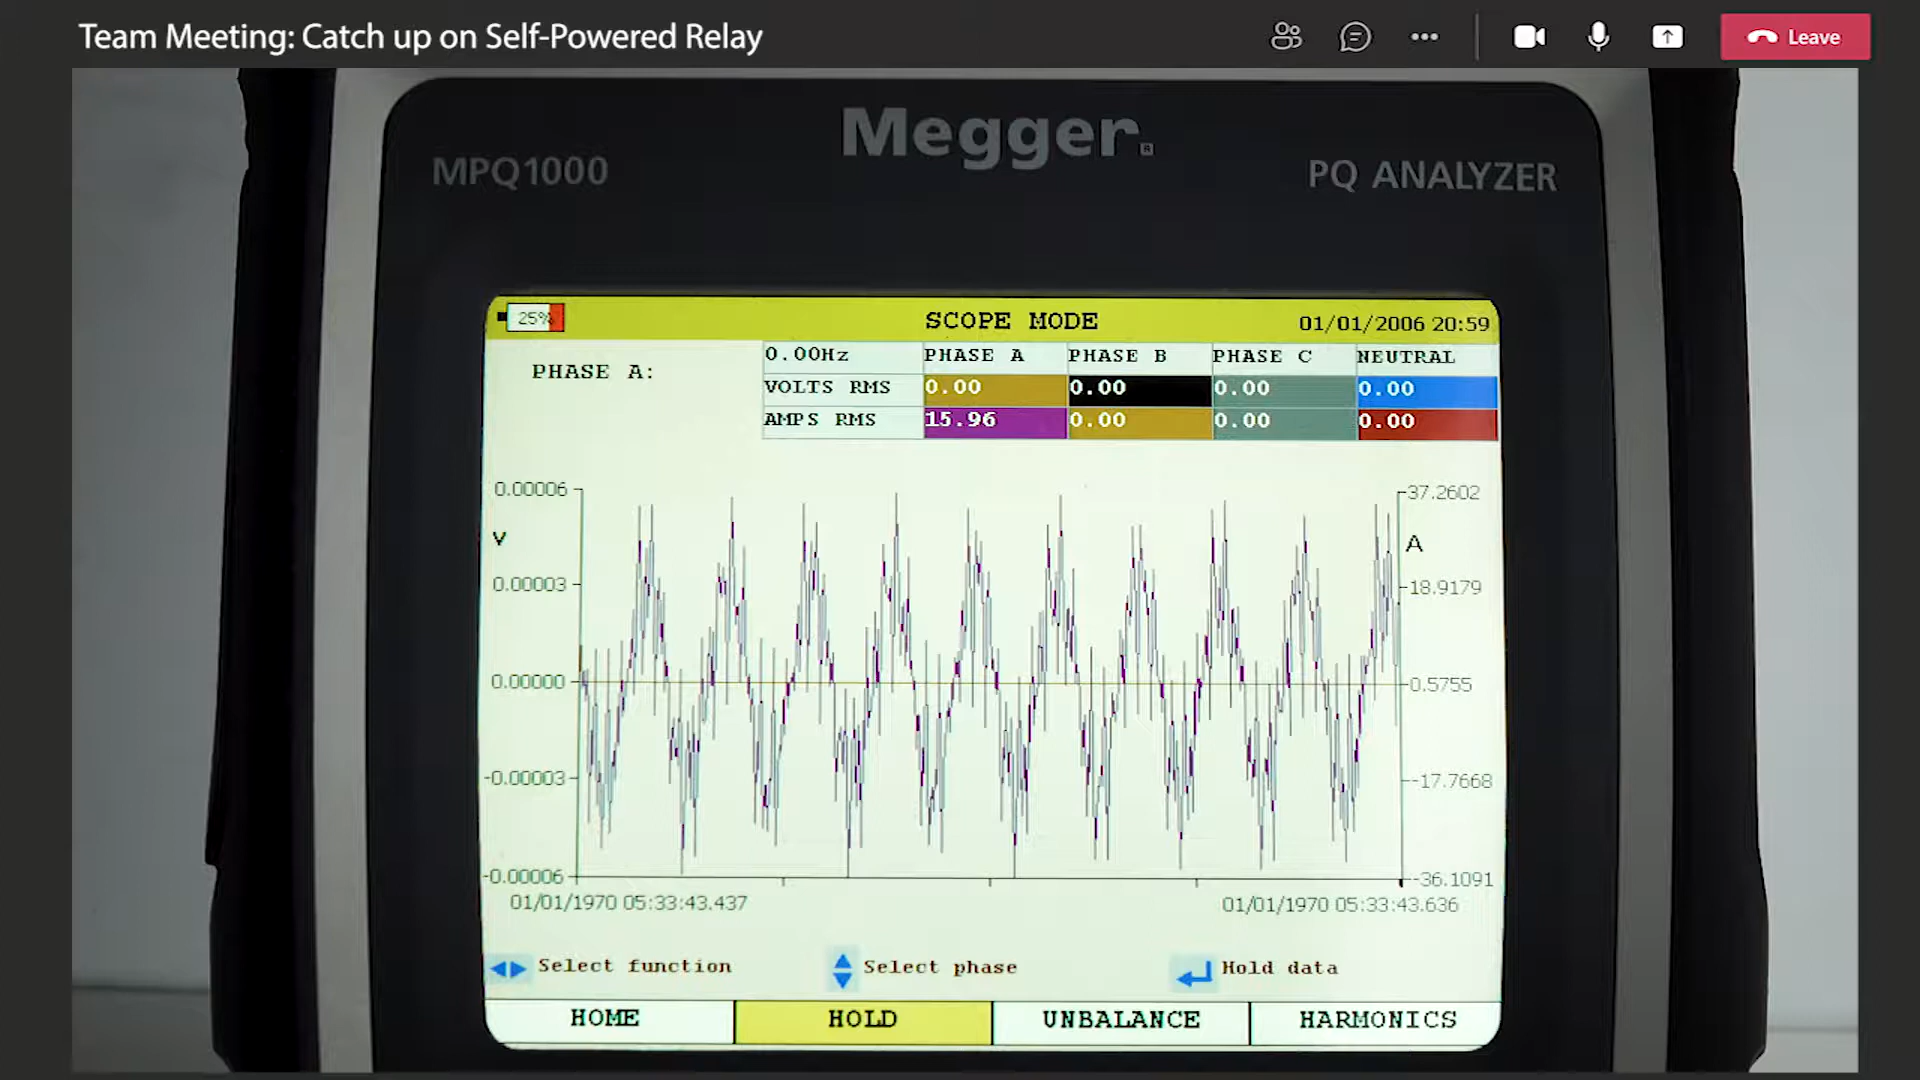 Team Meeting: Catch up on Self-Powered Relay
Leave
Megger®
MPQ1000
PQ ANALYZER
25%
SCOPE MODE
01/01/2006 20:59
PHASE A:
0.00Hz PHASE A PHASE B PHASE C NEUTRAL
VOLTS RMS 0.00 0.00 0.00 0.00
AMPS RMS 15.96 0.00 0.00 0.00
0.00006 37.2602
V A
0.00003 18.9179
0.00000 0.5755
-0.00003 -17.7668
-0.00006 -36.1091
01/01/1970 05:33:43.437 01/01/1970 05:33:43.636
Select function Select phase Hold data
HOME HOLD UNBALANCE HARMONICS